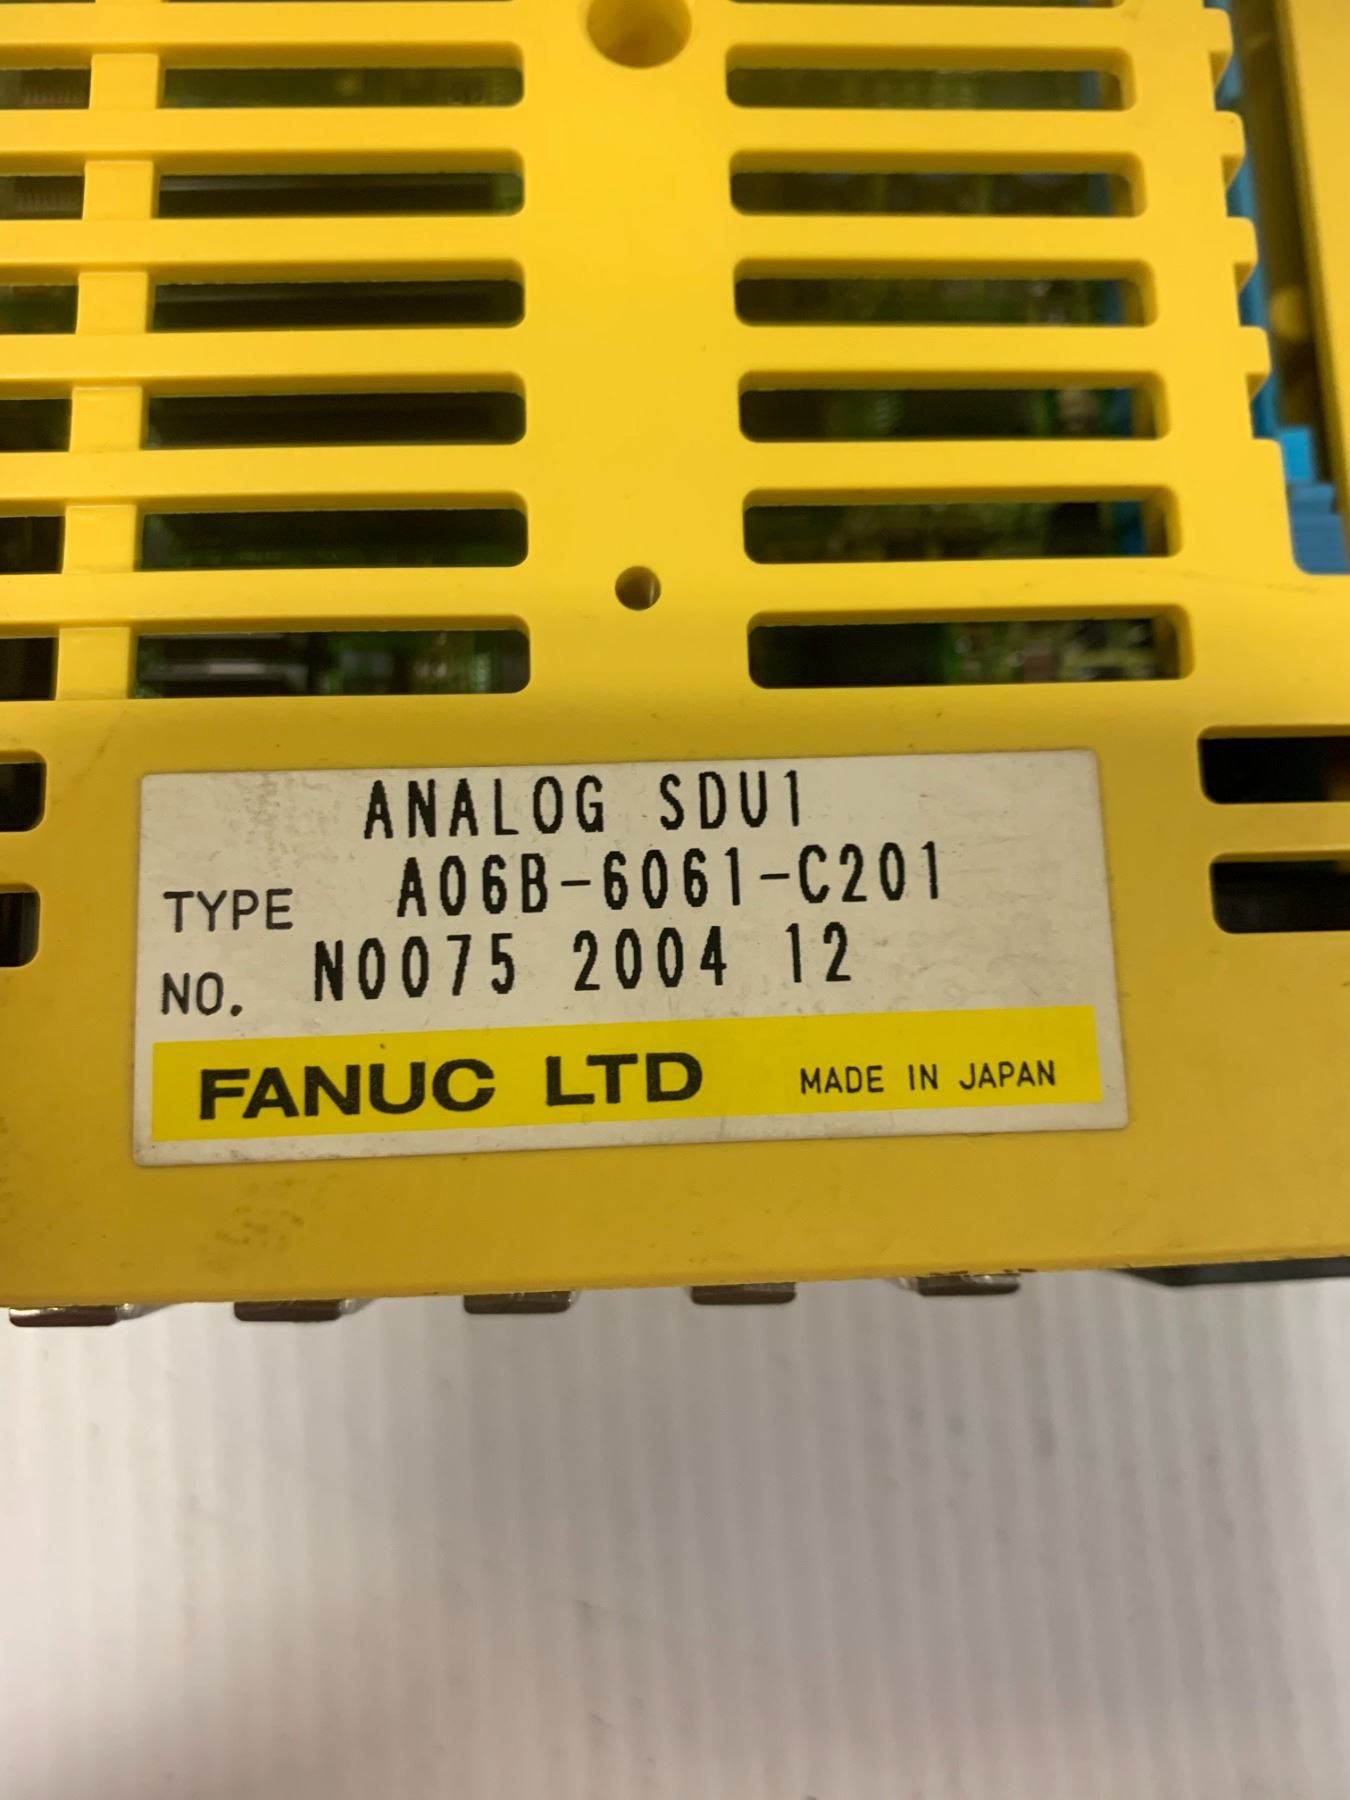 ANALOG SDU1
TYPE A06B-6061-C201
NO. N0075 2004 12
FANUC LTD MADE IN JAPAN